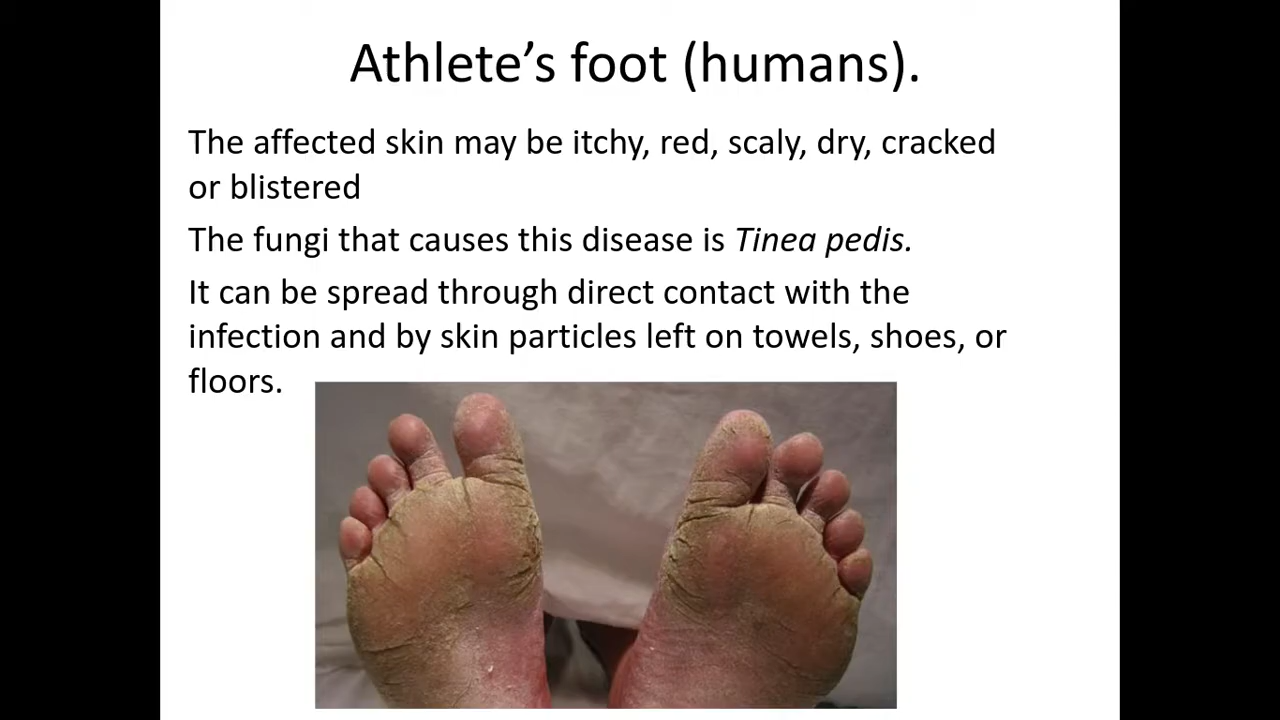 Athlete’s foot (humans).
The affected skin may be itchy, red, scaly, dry, cracked
or blistered
The fungi that causes this disease is Tinea pedis.
It can be spread through direct contact with the
infection and by skin particles left on towels, shoes, or
floors.